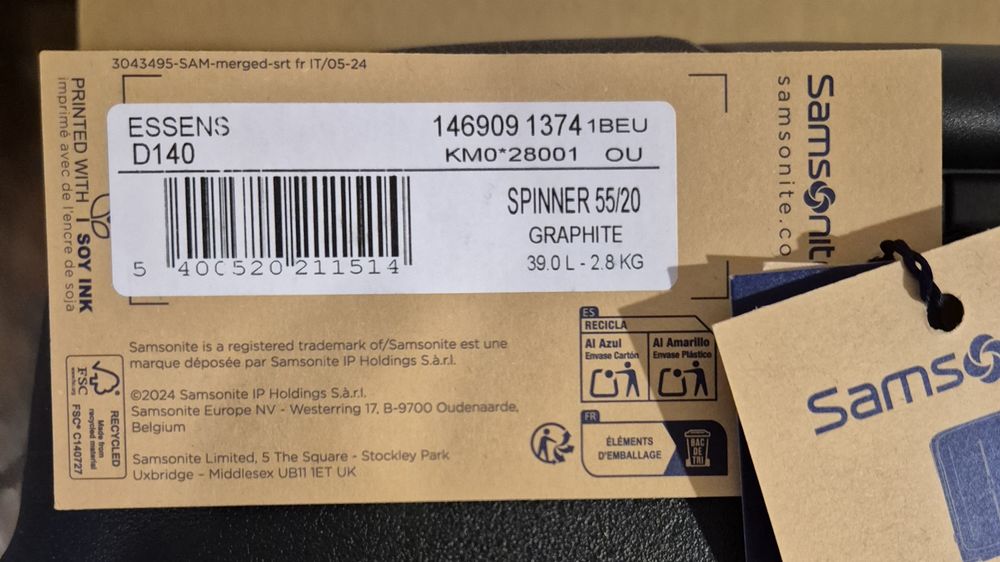 3043495-SAM-merged-srt fr IT/05-24
PRINTED WITH SOY INK
imprimé avec de l'encre de soja
ESSENS
146909 1374 1BEU
D140
KM0*28001 OU
SPINNER 55/20
GRAPHITE
39.0 L - 2.8 KG
5 400520 211514
Samsonite
samsonite.co
Samsonite is a registered trademark of/Samsonite est une
marque déposée par Samsonite IP Holdings S.à.r.l.
©2024 Samsonite IP Holdings S.à.r.l.
Samsonite Europe NV - Westerring 17, B-9700 Oudenaarde,
Belgium
Samsonite Limited, 5 The Square - Stockley Park
Uxbridge - Middlesex UB11 1ET UK
FSC
RECYCLED
Made from
recycled material
FSC® C140727
ES
RECICLA
Al Azul
Envase Cartón
Al Amarillo
Envase Plástico
FR
ÉLÉMENTS
D'EMBALLAGE
BAC
DE
TRI
Samso